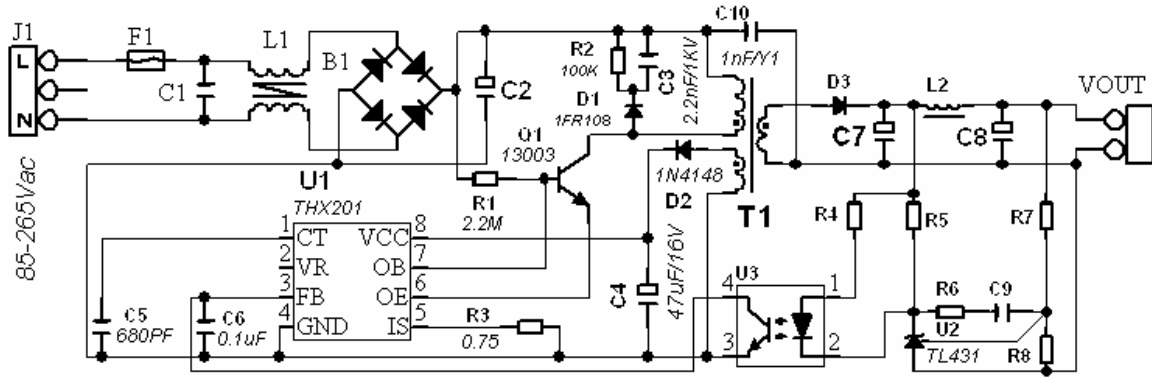 J1
F1
L1
L
N
C1
B1
C2
R2
100K
C3
2.2nF/1KV
C10
1nF/Y1
D1
1FR108
D3
L2
VOUT
C7
C8
Q1
13003
1N4148
D2
T1
R1
2.2M
U1
THX201
85-265Vac
1 CT VCC 8
2 VR OB 7
3 FB OE 6
4 GND IS 5
C5
680PF
C6
0.1uF
R3
0.75
C4
47uF/16V
U3
4 1
3 2
R4
R5
R7
R6
C9
U2
TL431
R8